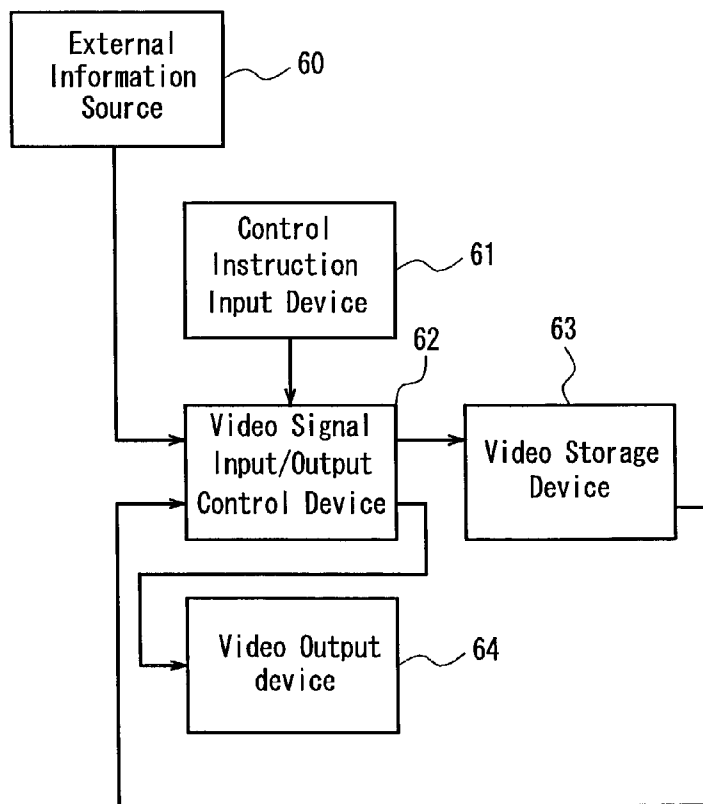 External
Information
Source
60
Control
Instruction
Input Device
61
62
Video Signal
Input/Output
Control Device
63
Video Storage
Device
Video Output
device
64